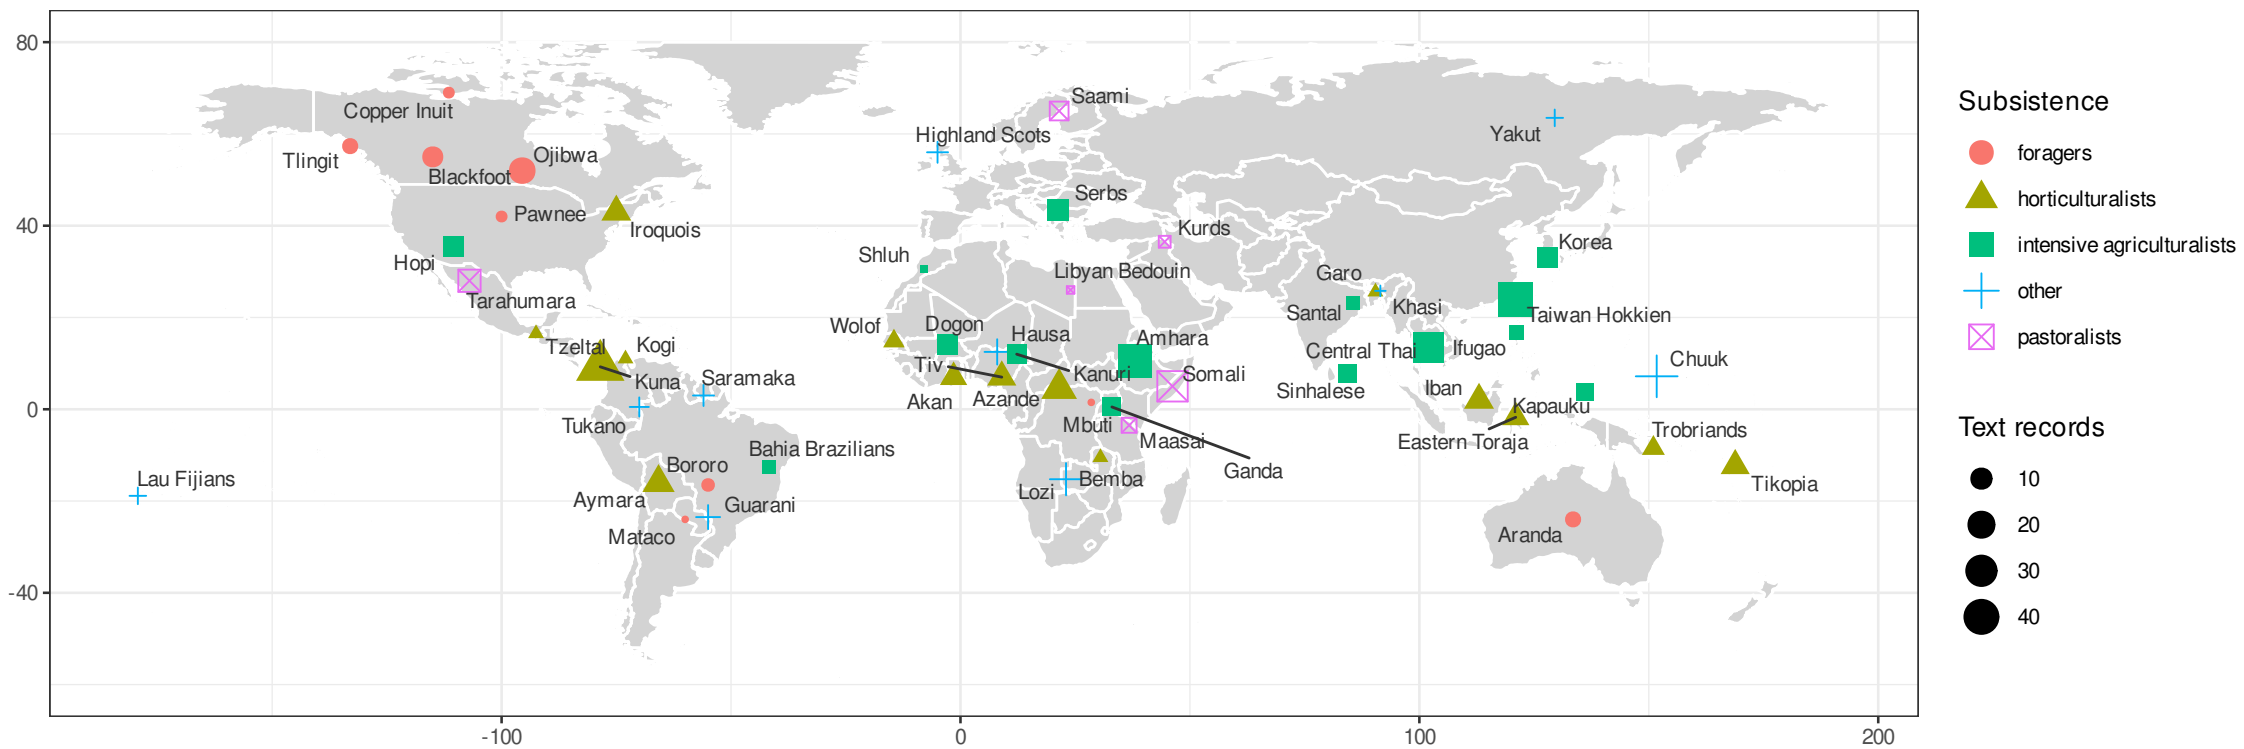 80
40
0
-40
-100
0
100
200
Copper Inuit
Tlingit
Ojibwa
Blackfoot
Pawnee
Iroquois
Hopi
Tarahumara
Tzeltal
Kogi
Kuna
Saramaka
Tukano
Bahia Brazilians
Bororo
Aymara
Guarani
Mataco
Lau Fijians
Saami
Highland Scots
Yakut
Serbs
Kurds
Shluh
Libyan Bedouin
Garo
Korea
Santal
Khasi
Taiwan Hokkien
Wolof
Dogon
Hausa
Amhara
Central Thai
Ifugao
Tiv
Kanuri
Somali
Chuuk
Akan
Azande
Sinhalese
Iban
Kapauku
Mbuti
Maasai
Eastern Toraja
Trobriands
Ganda
Lozi
Bemba
Tikopia
Aranda
Subsistence
foragers
horticulturalists
intensive agriculturalists
other
pastoralists
Text records
10
20
30
40